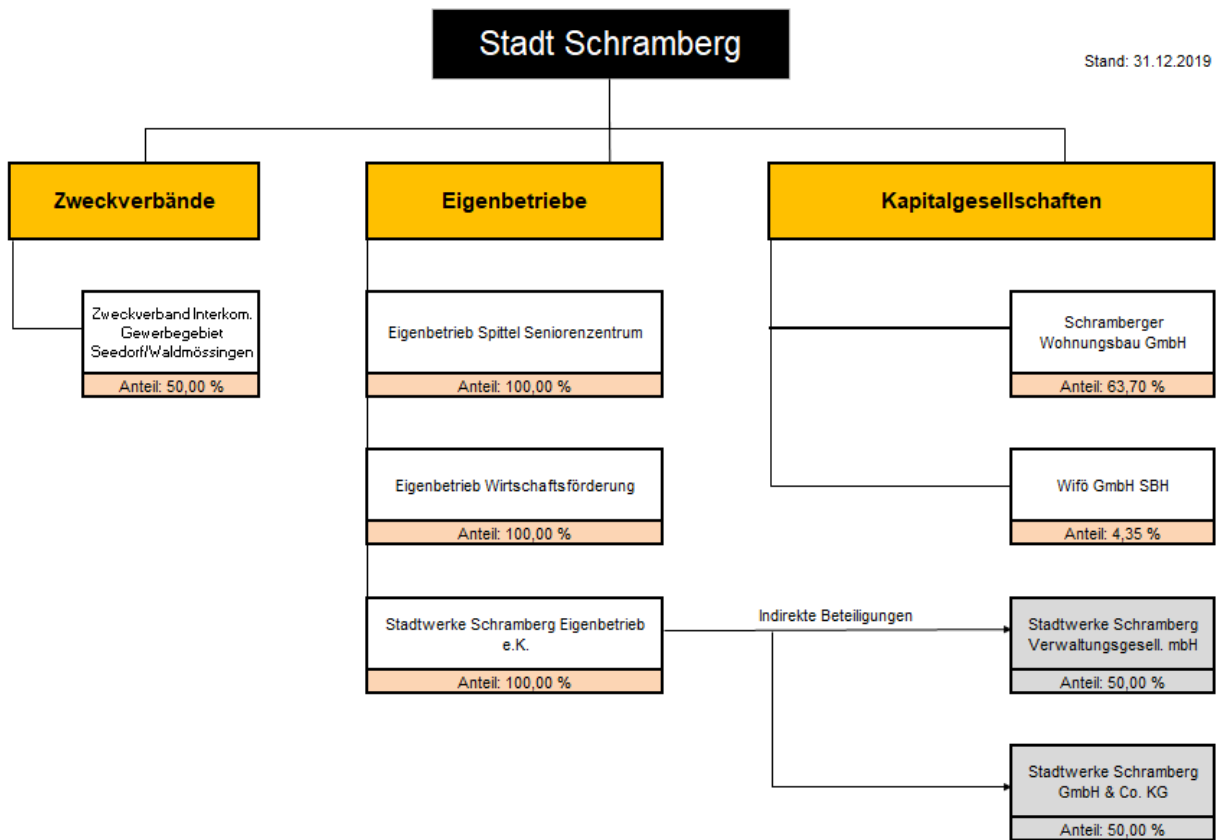 Stadt Schramberg
Stand: 31.12.2019
Zweckverbände
Eigenbetriebe
Kapitalgesellschaften
Zweckverband Interkom.
Gewerbegebiet
Seedorf/Waldmössingen
Anteil: 50,00 %
Eigenbetrieb Spittel Seniorenzentrum
Anteil: 100,00 %
Schramberger
Wohnungsbau GmbH
Anteil: 63,70 %
Eigenbetrieb Wirtschaftsförderung
Anteil: 100,00 %
Wifö GmbH SBH
Anteil: 4,35 %
Stadtwerke Schramberg Eigenbetrieb
e.K.
Anteil: 100,00 %
Indirekte Beteiligungen
Stadtwerke Schramberg
Verwaltungsgesell. mbH
Anteil: 50,00 %
Stadtwerke Schramberg
GmbH & Co. KG
Anteil: 50,00 %